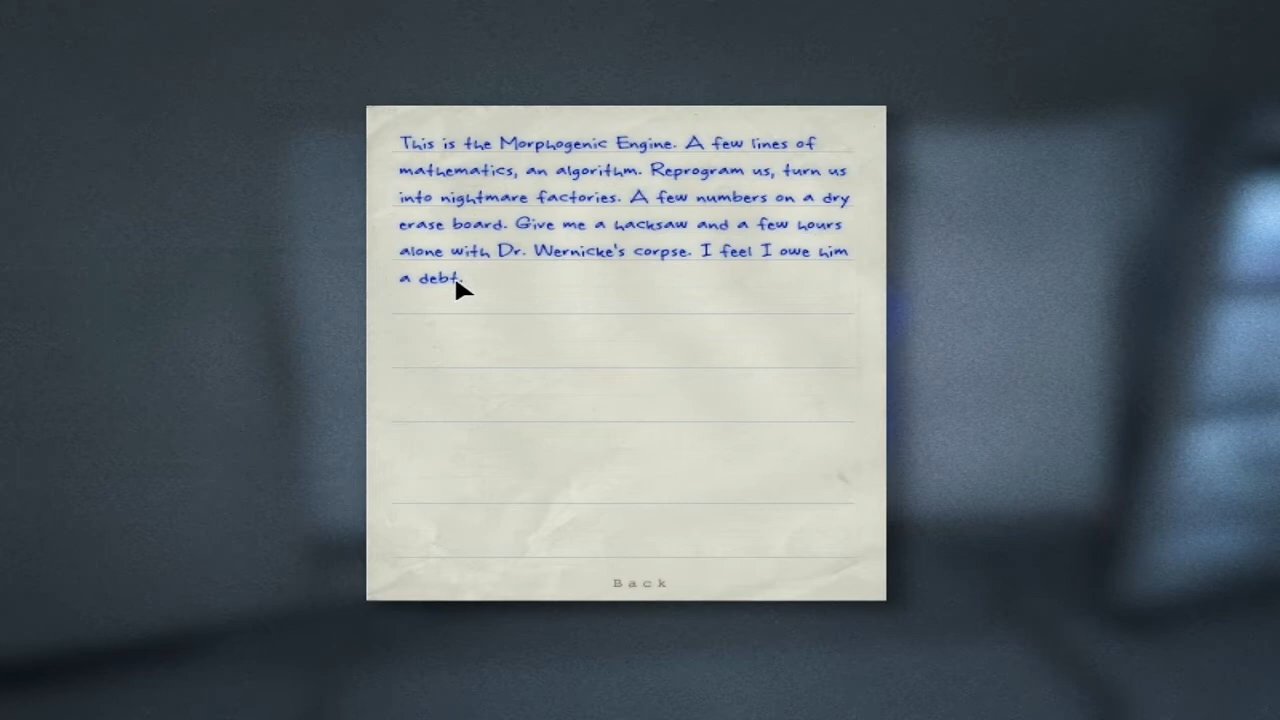 This is the Morphogenic Engine. A few lines of
mathematics, an algorithm. Reprogram us, turn us
into nightmare factories. A few numbers on a dry
erase board. Give me a hacksaw and a few hours
alone with Dr. Wernicke's corpse. I feel I owe him
a debt.
Back